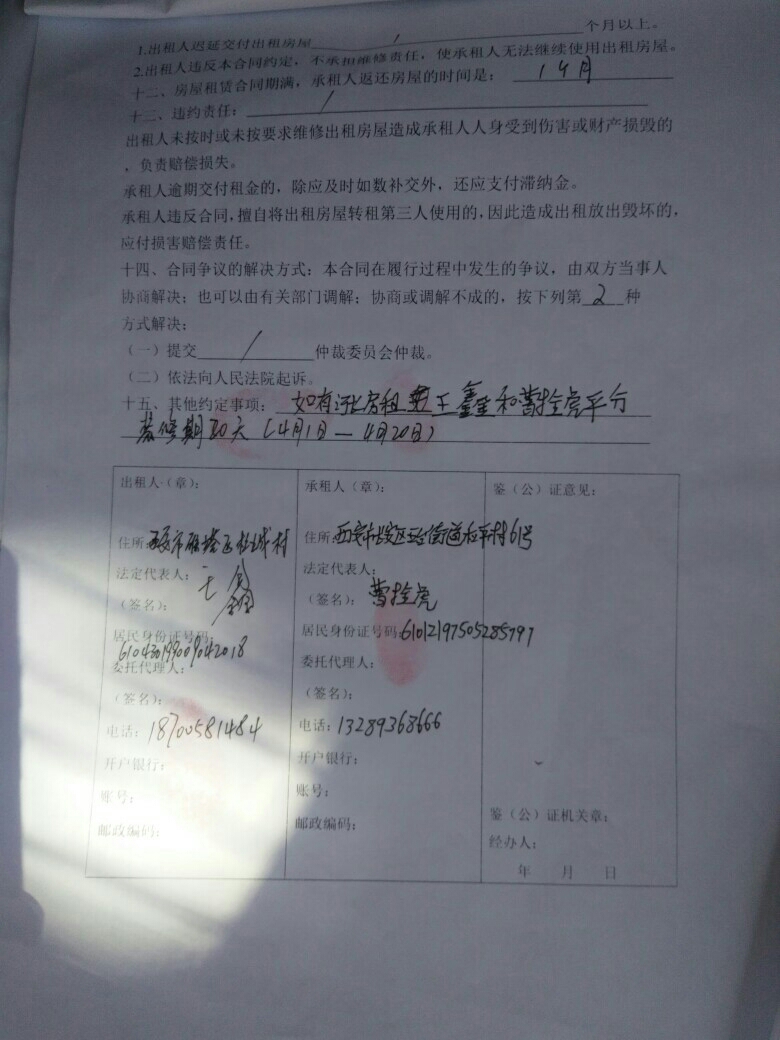 1.出租人迟延交付出租房屋 / 个月以上。
2.出租人违反本合同约定，不承担维修责任，使承租人无法继续使用出租房屋。
十二、房屋租赁合同期满，承租人返还房屋的时间是： 1个月
十三、违约责任： /
出租人未按时或未按要求维修出租房屋造成承租人人身受到伤害或财产损毁的
，负责赔偿损失。
承租人逾期交付租金的，除应及时如数补交外，还应支付滞纳金。
承租人违反合同，擅自将出租房屋转租第三人使用的，因此造成出租放出毁坏的，
应付损害赔偿责任。
十四、合同争议的解决方式：本合同在履行过程中发生的争议，由双方当事人
协商解决；也可以由有关部门调解；协商或调解不成的，按下列第 2 种
方式解决：
（一）提交 / 仲裁委员会仲裁。
（二）依法向人民法院起诉。
十五、其他约定事项： 如有 房租 王鑫和曹拴虎平分
装修期20天（4月1日—4月20日）
出租人（章）：
住所：西安市雁塔区 城村
法定代表人：
（签名）： 王鑫
居民身份证号码：
610430199009042018
委托代理人：
（签名）：
电话：18700581484
开户银行：
账号：
邮政编码：
承租人（章）：
住所：西安市 区 街道和平村61号
法定代表人：
（签名）： 曹拴虎
居民身份证号码：610121197505285797
委托代理人：
（签名）：
电话：13289368666
开户银行：
账号：
邮政编码：
鉴（公）证意见：
鉴（公）证机关章：
经办人：
年 月 日